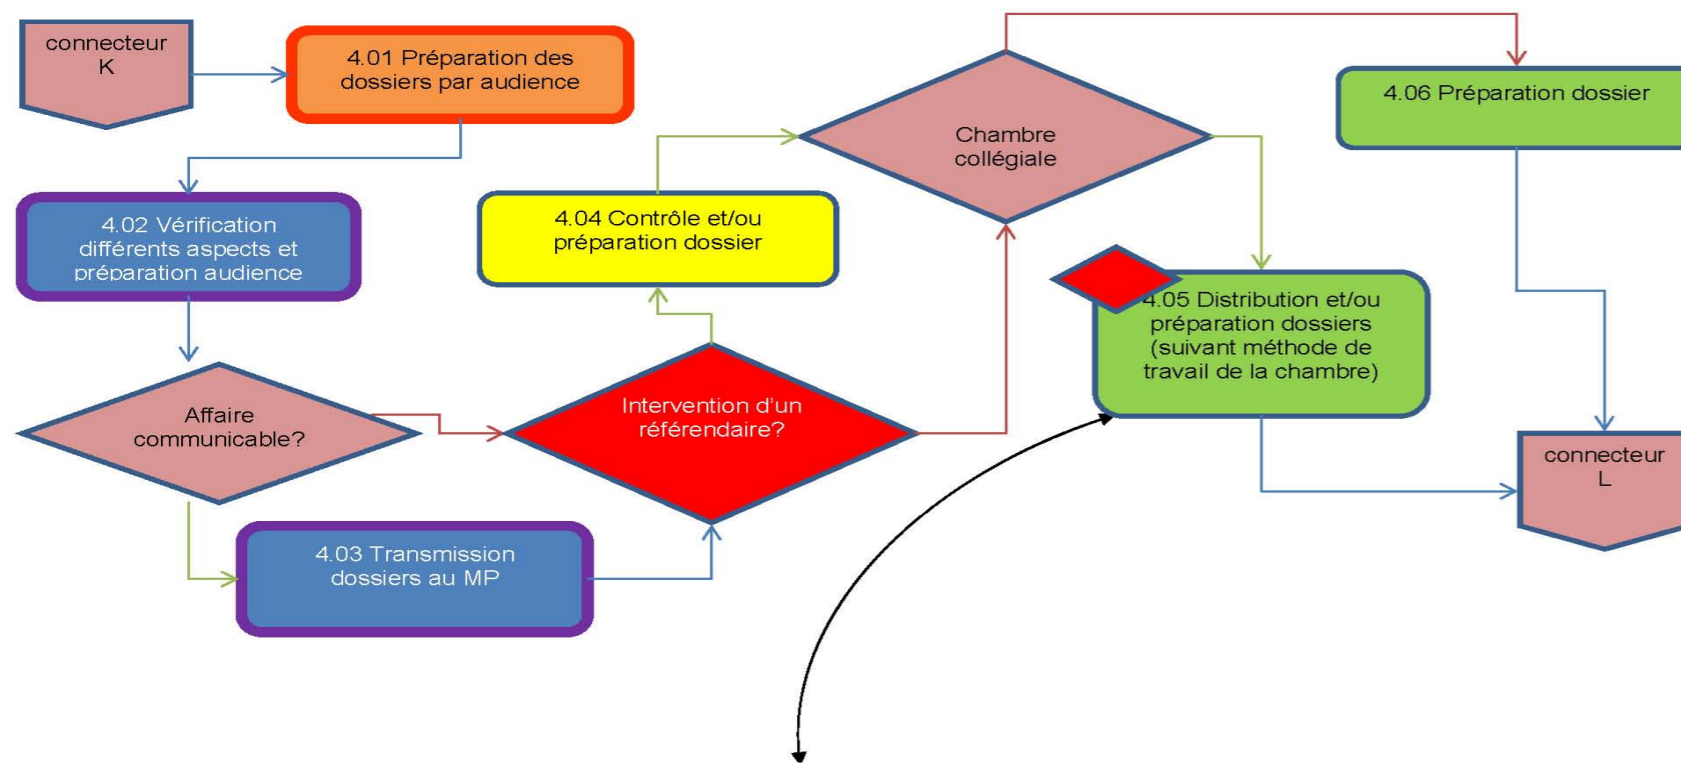 connecteur
K
4.01 Préparation des
dossiers par audience
4.02 Vérification
différents aspects et
préparation audience
Affaire
communicable?
4.03 Transmission
dossiers au MP
Intervention d'un
référendaire?
4.04 Contrôle et/ou
préparation dossier
Chambre
collégiale
4.05 Distribution et/ou
préparation dossiers
(suivant méthode de
travail de la chambre)
4.06 Préparation dossier
connecteur
L